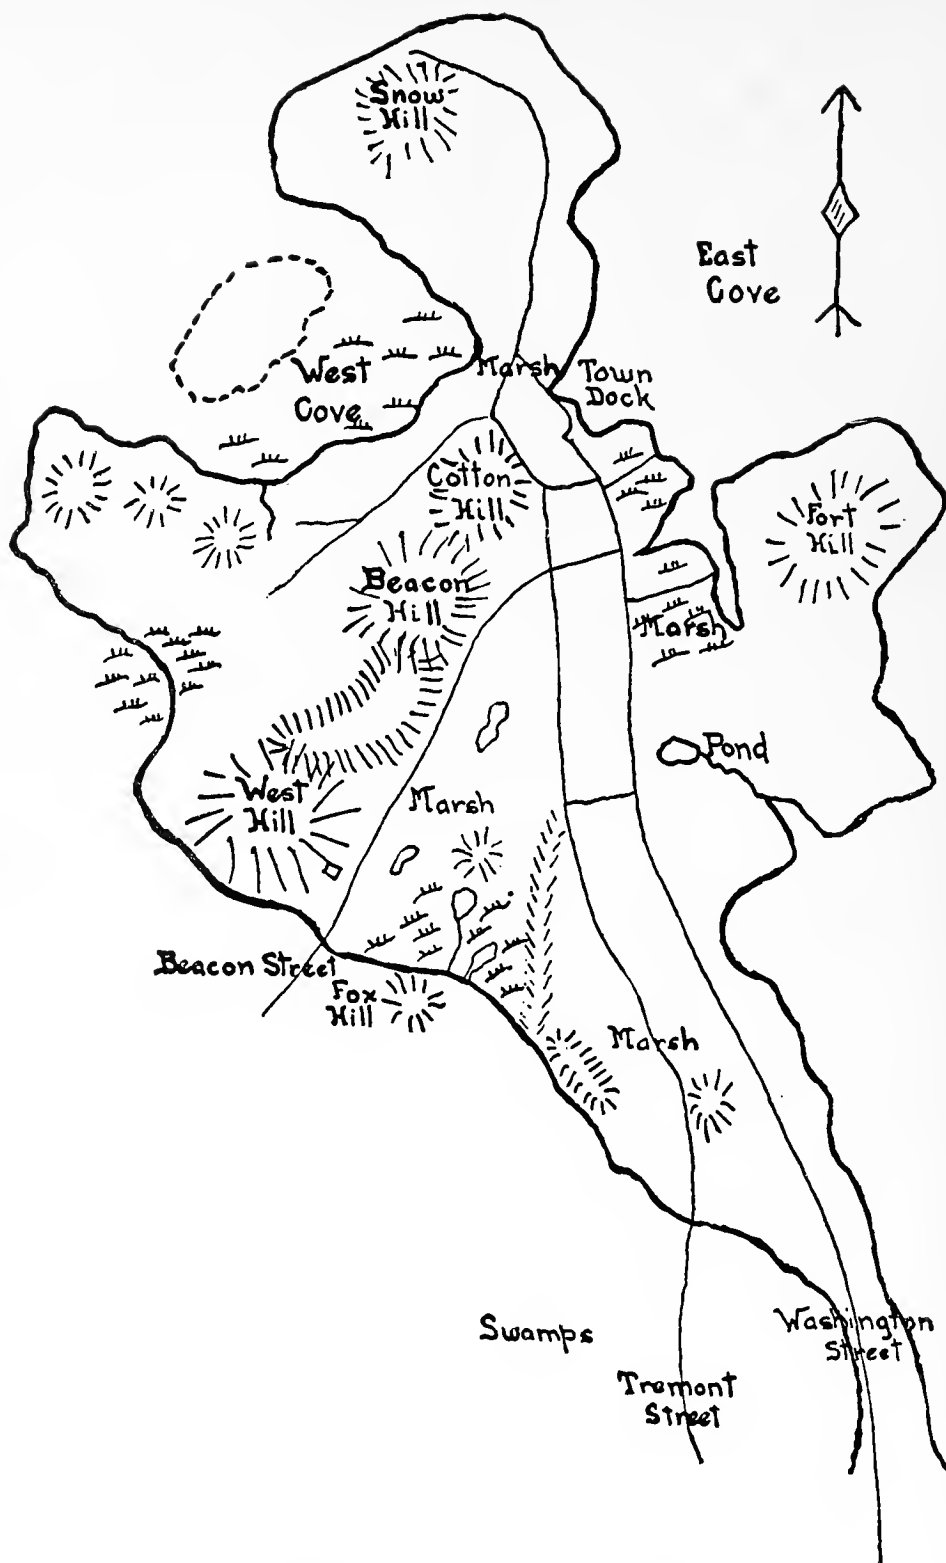 Snow
Hill
East
Cove
West
Cove
Marsh
Town
Dock
Cotton
Hill
Fort
Hill
Beacon
Hill
Marsh
Pond
West
Hill
Marsh
Beacon Street
Fox
Hill
Marsh
Swamps
Washington
Street
Tremont
Street